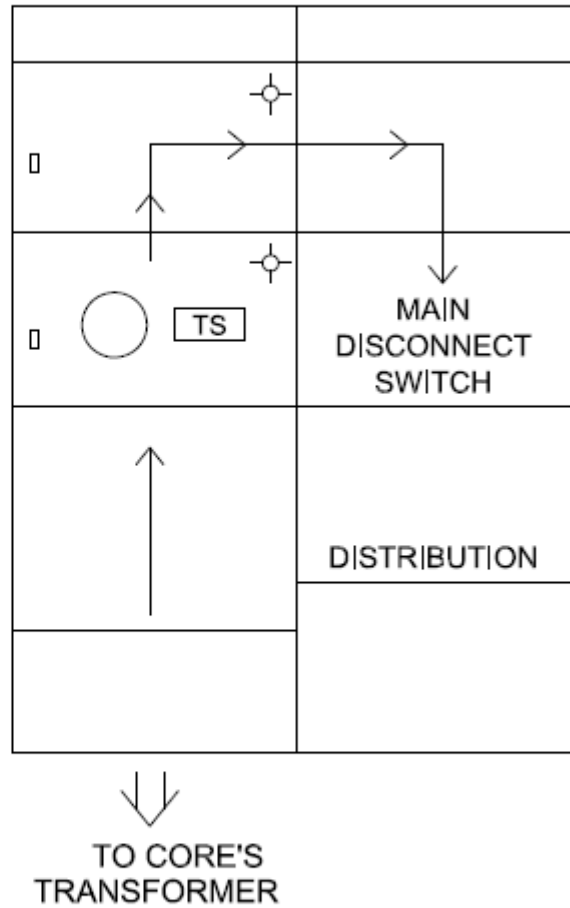 TS
MAIN
DISCONNECT
SWITCH
DISTRIBUTION
TO CORE'S
TRANSFORMER